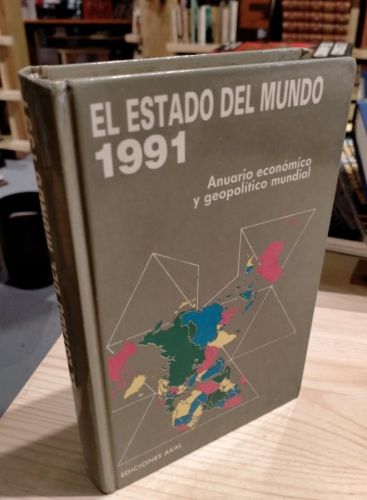 EL ESTADO DEL MUNDO
1991
Anuario económico
y geopolítico mundial
EDICIONES AKAL